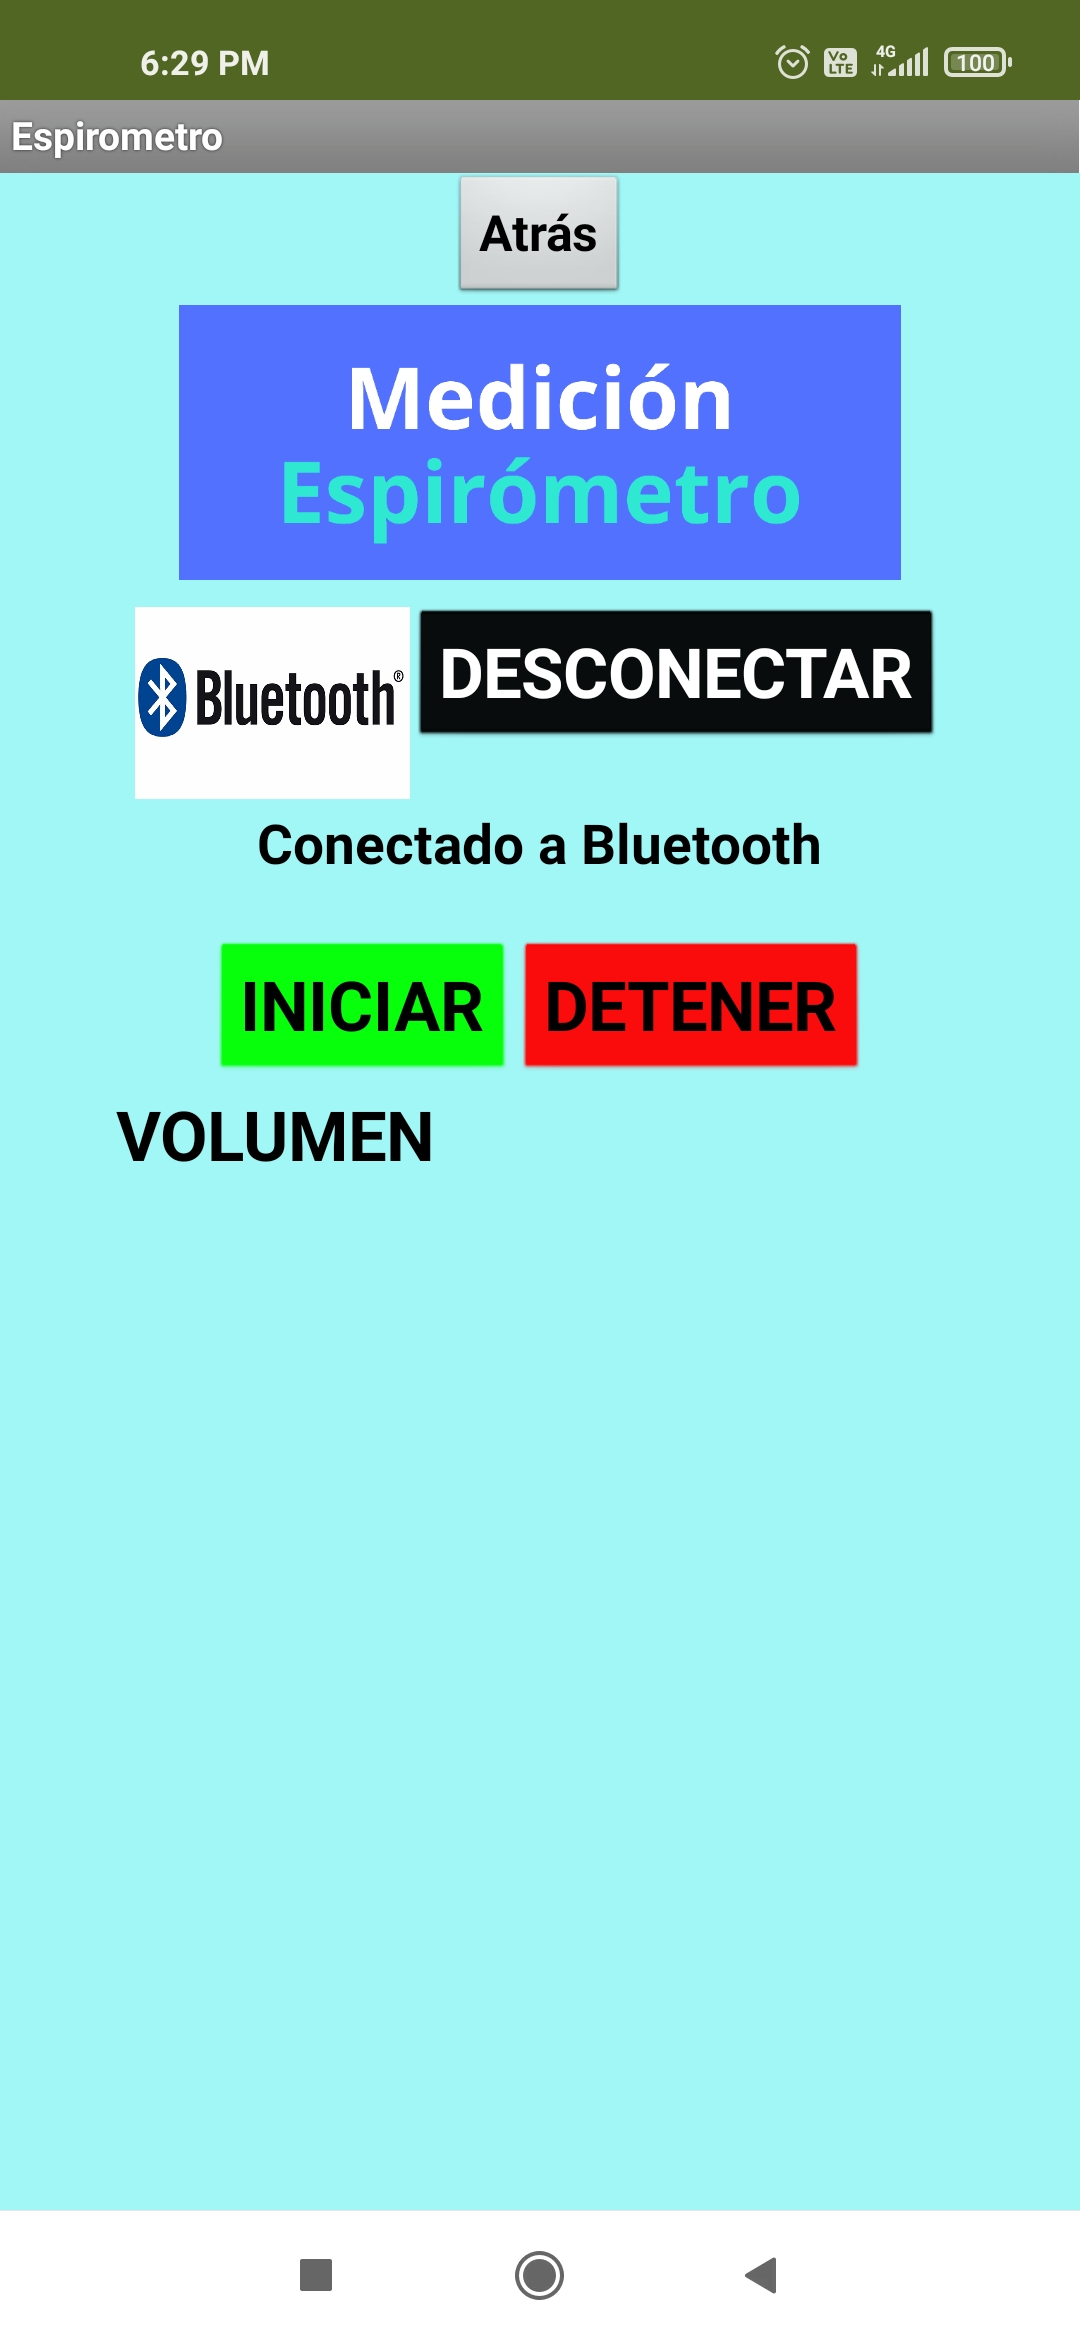 6:29 PM
Vo LTE 4G 100
Espirometro
Atrás
Medición
Espirómetro
Bluetooth®
DESCONECTAR
Conectado a Bluetooth
INICIAR
DETENER
VOLUMEN